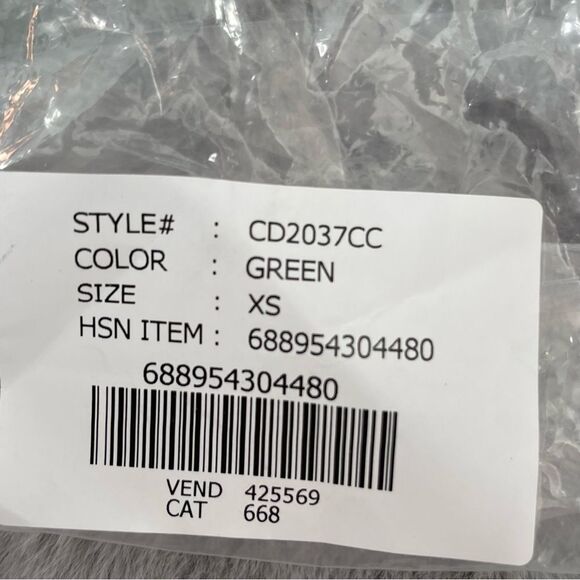 STYLE# : CD2037CC
COLOR : GREEN
SIZE : XS
HSN ITEM : 688954304480
688954304480
VEND 425569
CAT 668